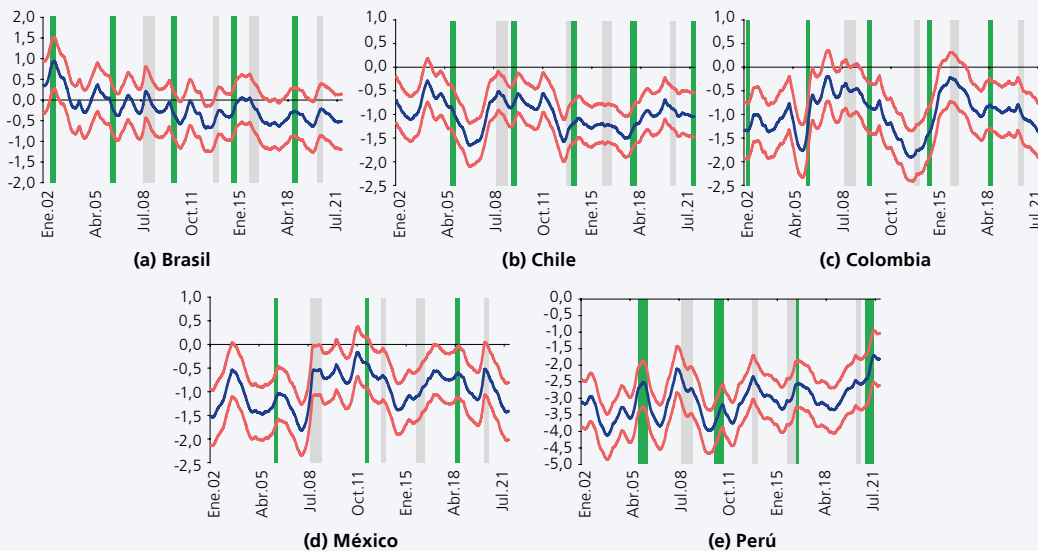 2,0
1,5
1,0
0,5
0,0
-0,5
-1,0
-1,5
-2,0
Ene.02
Abr.05
Jul.08
Oct.11
Ene.15
Abr.18
Jul.21
(a) Brasil
1,0
0,5
0,0
-0,5
-1,0
-1,5
-2,0
-2,5
Ene.02
Abr.05
Jul.08
Oct.11
Ene.15
Abr.18
Jul.21
(b) Chile
1,0
0,5
0,0
-0,5
-1,0
-1,5
-2,0
-2,5
Ene.02
Abr.05
Jul.08
Oct.11
Ene.15
Abr.18
Jul.21
(c) Colombia
1,0
0,5
0,0
-0,5
-1,0
-1,5
-2,0
-2,5
Ene.02
Abr.05
Jul.08
Oct.11
Ene.15
Abr.18
Jul.21
(d) México
0,0
-0,5
-1,0
-1,5
-2,0
-2,5
-3,0
-3,5
-4,0
-4,5
-5,0
Ene.02
Abr.05
Jul.08
Oct.11
Ene.15
Abr.18
Jul.21
(e) Perú